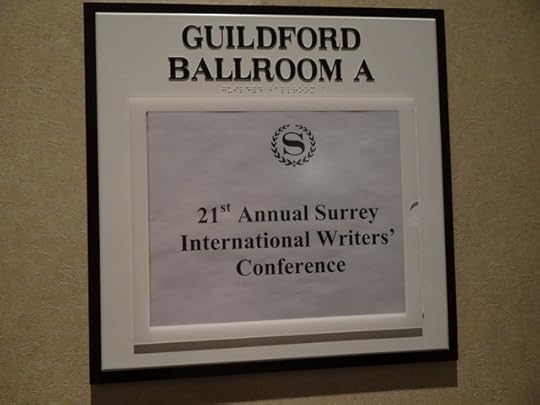 GUILDFORD
BALLROOM A
S
21st Annual Surrey
International Writers’
Conference